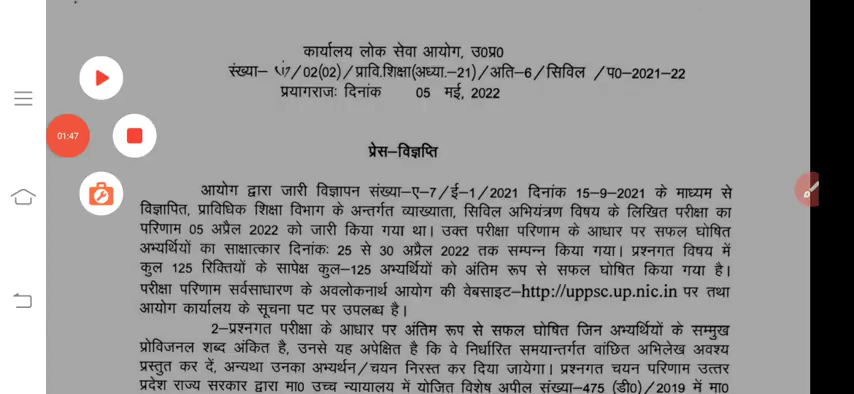 कार्यालय लोक सेवा आयोग, उ0प्र0
संख्या- /02(02)/प्रावि.शिक्षा(अध्या.-21)/अति-6/सिविल /प0-2021-22
प्रयागराजः दिनांक 05 मई, 2022
01:47
प्रेस-विज्ञप्ति
आयोग द्वारा जारी विज्ञापन संख्या-ए-7/ई-1/2021 दिनांक 15-9-2021 के माध्यम से
विज्ञापित, प्राविधिक शिक्षा विभाग के अन्तर्गत व्याख्याता, सिविल अभियंत्रण विषय के लिखित परीक्षा का
परिणाम 05 अप्रैल 2022 को जारी किया गया था। उक्त परीक्षा परिणाम के आधार पर सफल घोषित
अभ्यर्थियों का साक्षात्कार दिनांकः 25 से 30 अप्रैल 2022 तक सम्पन्न किया गया। प्रश्नगत विषय में
कुल 125 रिक्तियों के सापेक्ष कुल-125 अभ्यर्थियों को अंतिम रूप से सफल घोषित किया गया है।
परीक्षा परिणाम सर्वसाधारण के अवलोकनार्थ आयोग की वेबसाइट-http://uppsc.up.nic.in पर तथा
आयोग कार्यालय के सूचना पट पर उपलब्ध है।
2-प्रश्नगत परीक्षा के आधार पर अंतिम रूप से सफल घोषित जिन अभ्यर्थियों के सम्मुख
प्रोविजनल शब्द अंकित है, उनसे यह अपेक्षित है कि वे निर्धारित समयान्तर्गत वांछित अभिलेख अवश्य
प्रस्तुत कर दें, अन्यथा उनका अभ्यर्थन/चयन निरस्त कर दिया जायेगा। प्रश्नगत चयन परिणाम उत्तर
प्रदेश राज्य सरकार द्वारा मा0 उच्च न्यायालय में योजित विशेष अपील संख्या-475 (डी0)/2019 में मा0